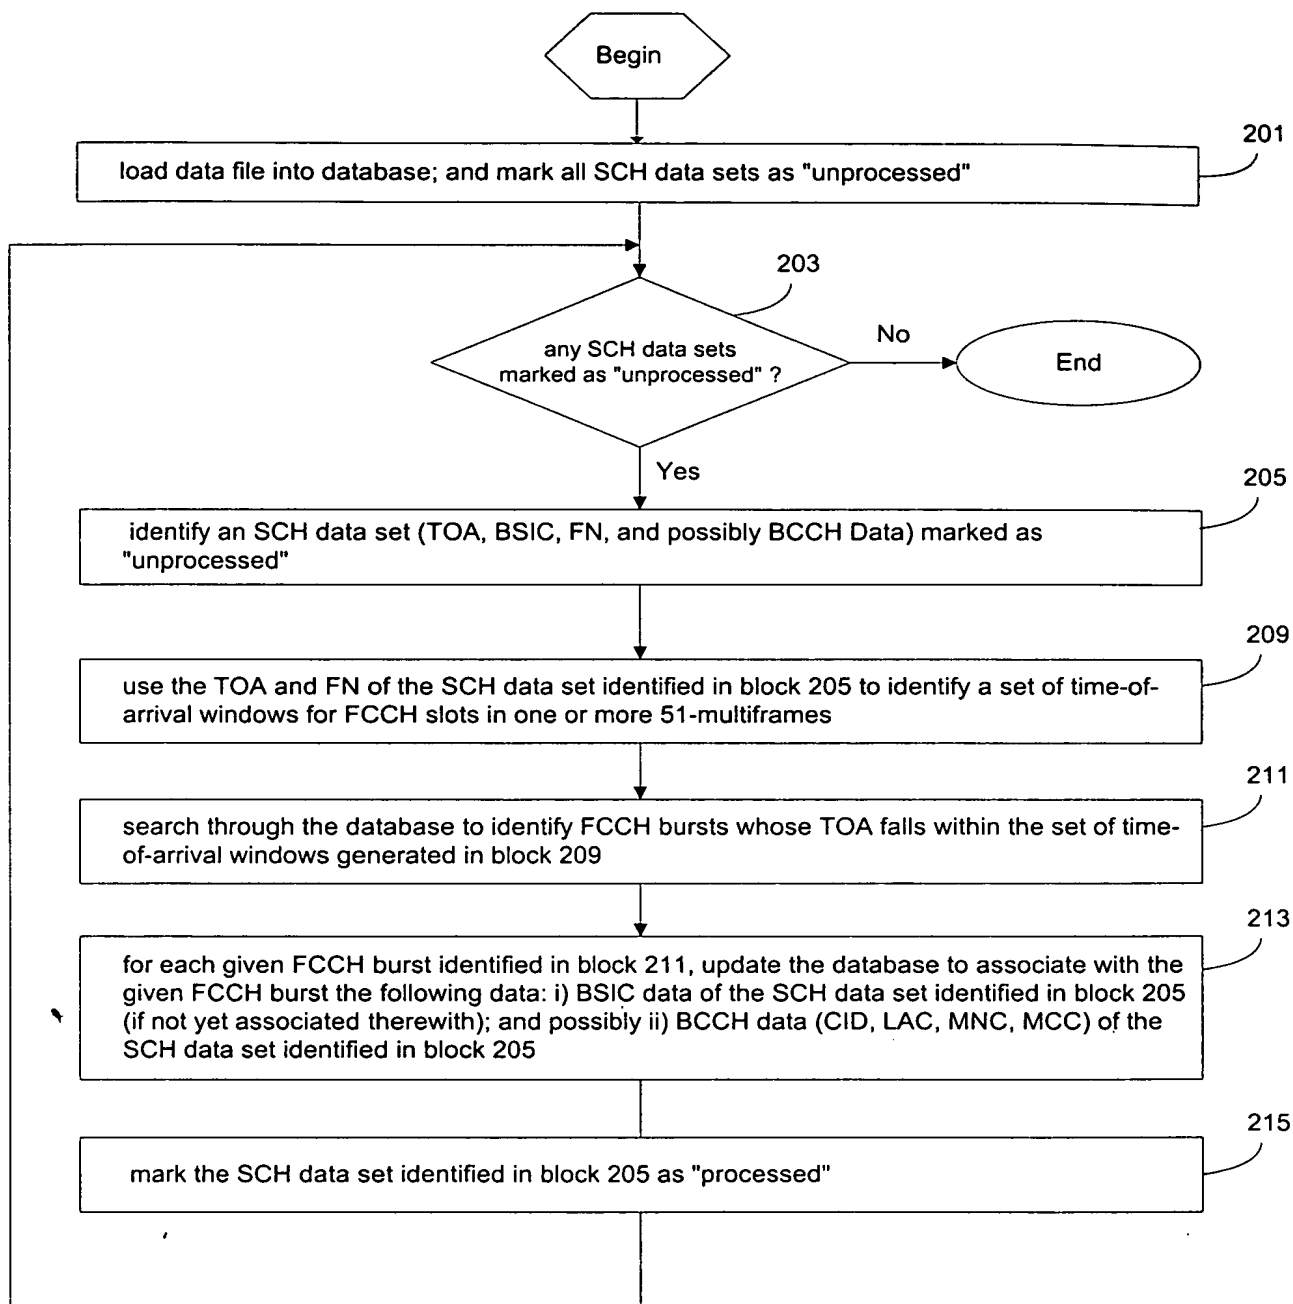 Begin
201
load data file into database; and mark all SCH data sets as "unprocessed"
203
any SCH data sets
marked as "unprocessed" ?
No
End
Yes
205
identify an SCH data set (TOA, BSIC, FN, and possibly BCCH Data) marked as
"unprocessed"
209
use the TOA and FN of the SCH data set identified in block 205 to identify a set of time-of-
arrival windows for FCCH slots in one or more 51-multiframes
211
search through the database to identify FCCH bursts whose TOA falls within the set of time-
of-arrival windows generated in block 209
213
for each given FCCH burst identified in block 211, update the database to associate with the
given FCCH burst the following data: i) BSIC data of the SCH data set identified in block 205
(if not yet associated therewith); and possibly ii) BCCH data (CID, LAC, MNC, MCC) of the
SCH data set identified in block 205
215
mark the SCH data set identified in block 205 as "processed"